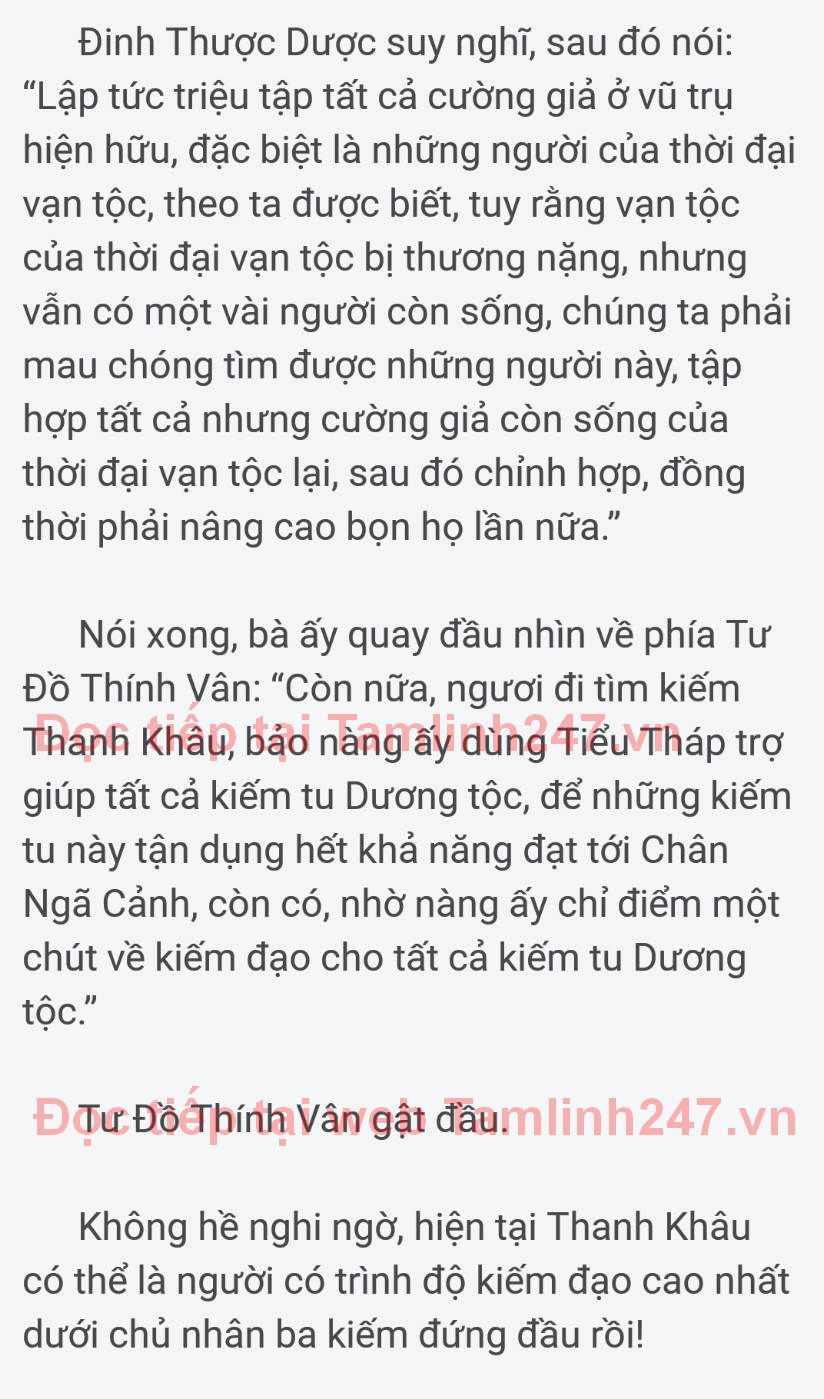 Đinh Thược Dược suy nghĩ, sau đó nói:
“Lập tức triệu tập tất cả cường giả ở vũ trụ
hiện hữu, đặc biệt là những người của thời đại
vạn tộc, theo ta được biết, tuy rằng vạn tộc
của thời đại vạn tộc bị thương nặng, nhưng
vẫn có một vài người còn sống, chúng ta phải
mau chóng tìm được những người này, tập
hợp tất cả nhưng cường giả còn sống của
thời đại vạn tộc lại, sau đó chỉnh hợp, đồng
thời phải nâng cao bọn họ lần nữa.”
Nói xong, bà ấy quay đầu nhìn về phía Tư
Đồ Thính Vân: “Còn nữa, ngươi đi tìm kiếm
Thanh Khâu, bảo nàng ấy dùng Tiểu Tháp trợ
Đọc tiếp tại Tamlinh247.vn
giúp tất cả kiếm tu Dương tộc, để những kiếm
tu này tận dụng hết khả năng đạt tới Chân
Ngã Cảnh, còn có, nhờ nàng ấy chỉ điểm một
chút về kiếm đạo cho tất cả kiếm tu Dương
tộc.”
Tư Đồ Thính Vân gật đầu.
Đọc tiếp tại web Tamlinh247.vn
Không hề nghi ngờ, hiện tại Thanh Khâu
có thể là người có trình độ kiếm đạo cao nhất
dưới chủ nhân ba kiếm đứng đầu rồi!